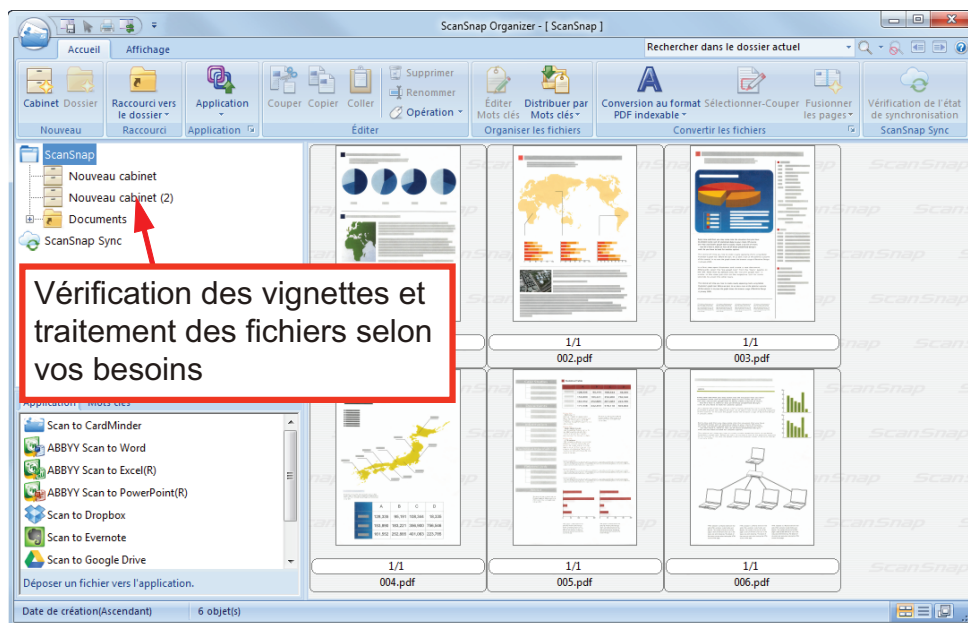 ScanSnap Organizer - [ ScanSnap ]
Accueil Affichage Rechercher dans le dossier actuel
Cabinet Dossier
Nouveau
Raccourci vers le dossier
Raccourci
Application
Application
Couper Copier Coller
Supprimer
Renommer
Opération
Éditer
Éditer Mots clés
Distribuer par Mots clés
Organiser les fichiers
Conversion au format PDF indexable
Sélectionner-Couper
Fusionner les pages
Convertir les fichiers
Vérification de l'état de synchronisation
ScanSnap Sync
ScanSnap
Nouveau cabinet
Nouveau cabinet (2)
Documents
ScanSnap Sync
Vérification des vignettes et
traitement des fichiers selon
vos besoins
Application Mots clés
Scan to CardMinder
ABBYY Scan to Word
ABBYY Scan to Excel(R)
ABBYY Scan to PowerPoint(R)
Scan to Dropbox
Scan to Evernote
Scan to Google Drive
Déposer un fichier vers l'application.
1/1
002.pdf
1/1
003.pdf
1/1
004.pdf
1/1
005.pdf
1/1
006.pdf
Date de création(Ascendant) 6 objet(s)